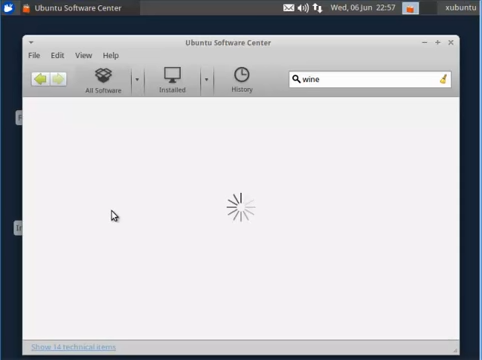 Ubuntu Software Center
Wed, 06 Jun 22:57
xubuntu
Ubuntu Software Center
File Edit View Help
All Software
Installed
History
wine
Show 14 technical items